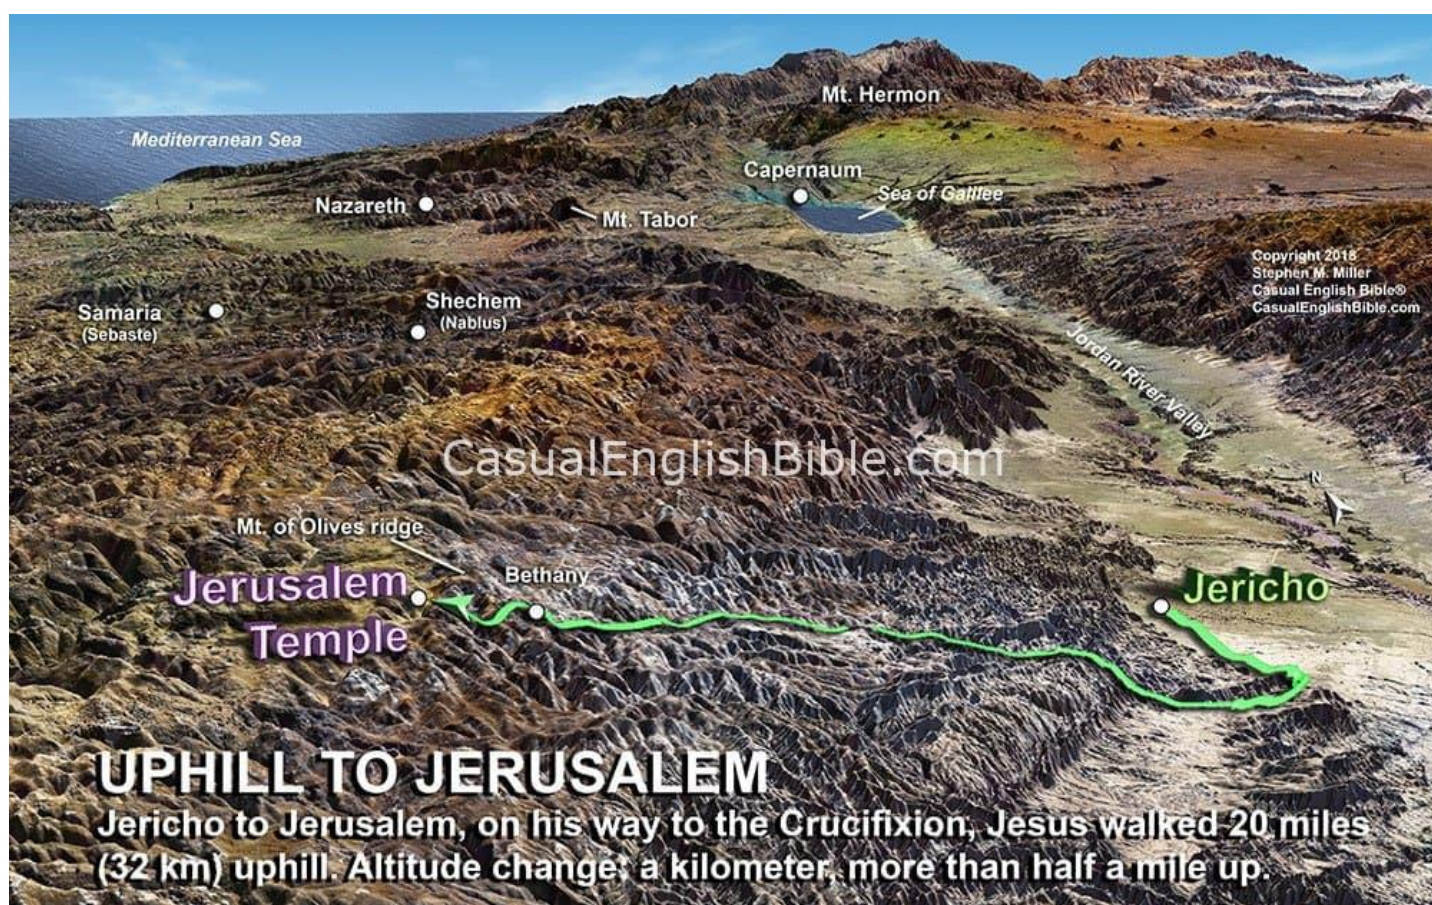 Mt. Hermon
Mediterranean Sea
Capernaum
Sea of Galilee
Nazareth
Mt. Tabor
Copyright 2018
Stephen M. Miller
Casual English Bible®
CasualEnglishBible.com
Samaria
(Sebaste)
Shechem
(Nablus)
Jordan River Valley
CasualEnglishBible.com
N
Mt. of Olives ridge
Bethany
Jerusalem
Temple
Jericho
UPHILL TO JERUSALEM
Jericho to Jerusalem, on his way to the Crucifixion, Jesus walked 20 miles
(32 km) uphill. Altitude change: a kilometer, more than half a mile up.